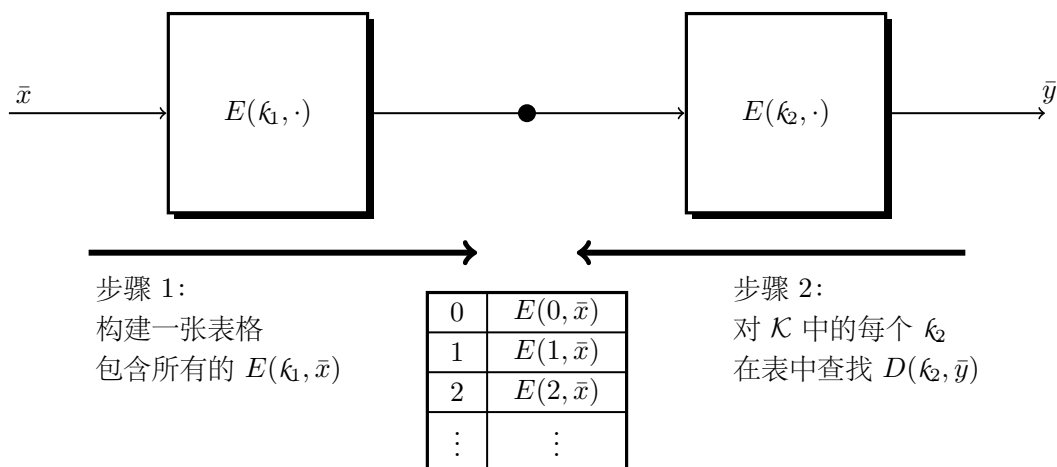 x̄
E(k₁, ·)
E(k₂, ·)
ȳ
步骤 1：
构建一张表格
包含所有的 E(k₁, x̄)
0 E(0, x̄)
1 E(1, x̄)
2 E(2, x̄)
⋮ ⋮
步骤 2：
对 𝒦 中的每个 k₂
在表中查找 D(k₂, ȳ)